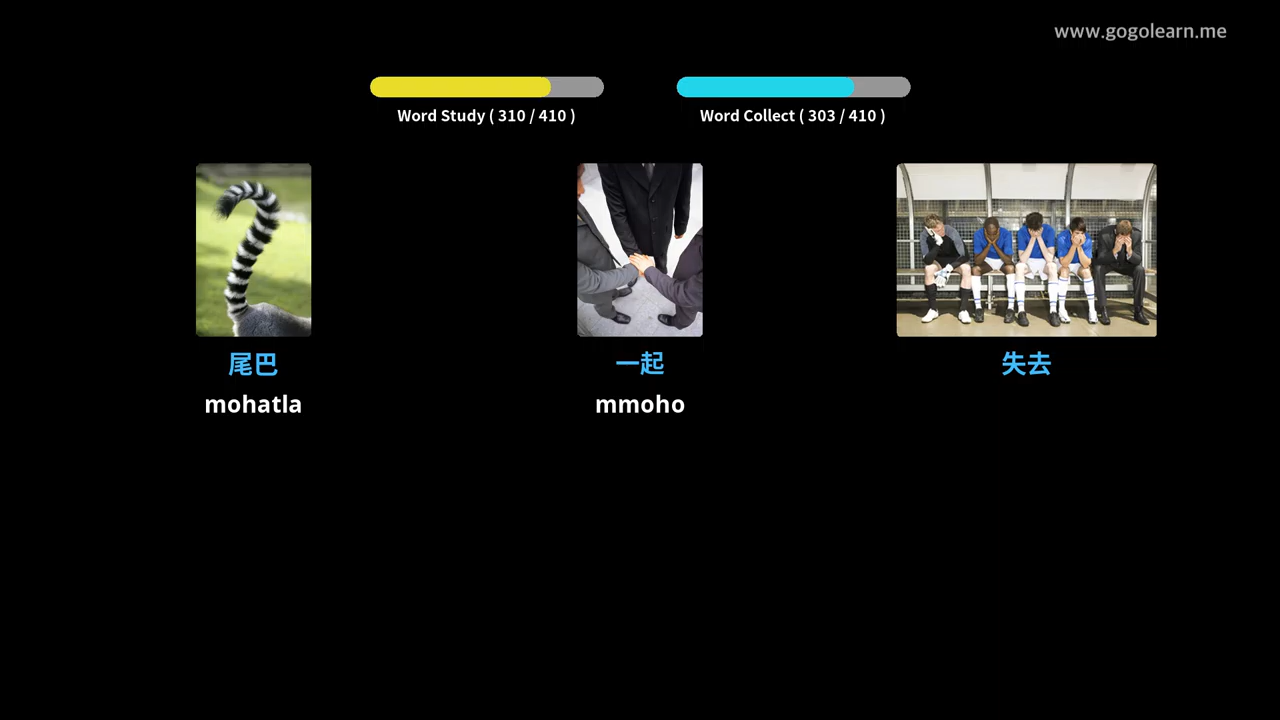 www.gogolearn.me
Word Study ( 310 / 410 )
Word Collect ( 303 / 410 )
尾巴
一起
失去
mohatla
mmoho